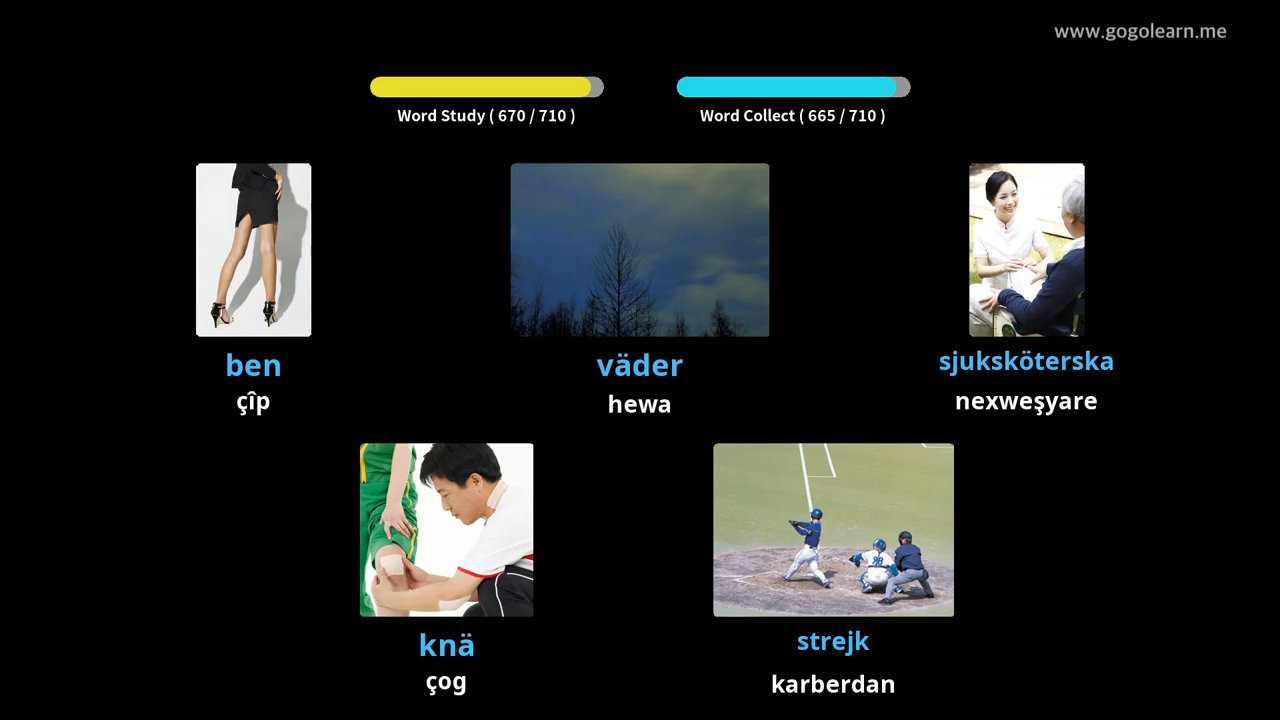 www.gogolearn.me
Word Study ( 670 / 710 )
Word Collect ( 665 / 710 )
ben
çîp
väder
hewa
sjuksköterska
nexweşyare
knä
çog
strejk
karberdan